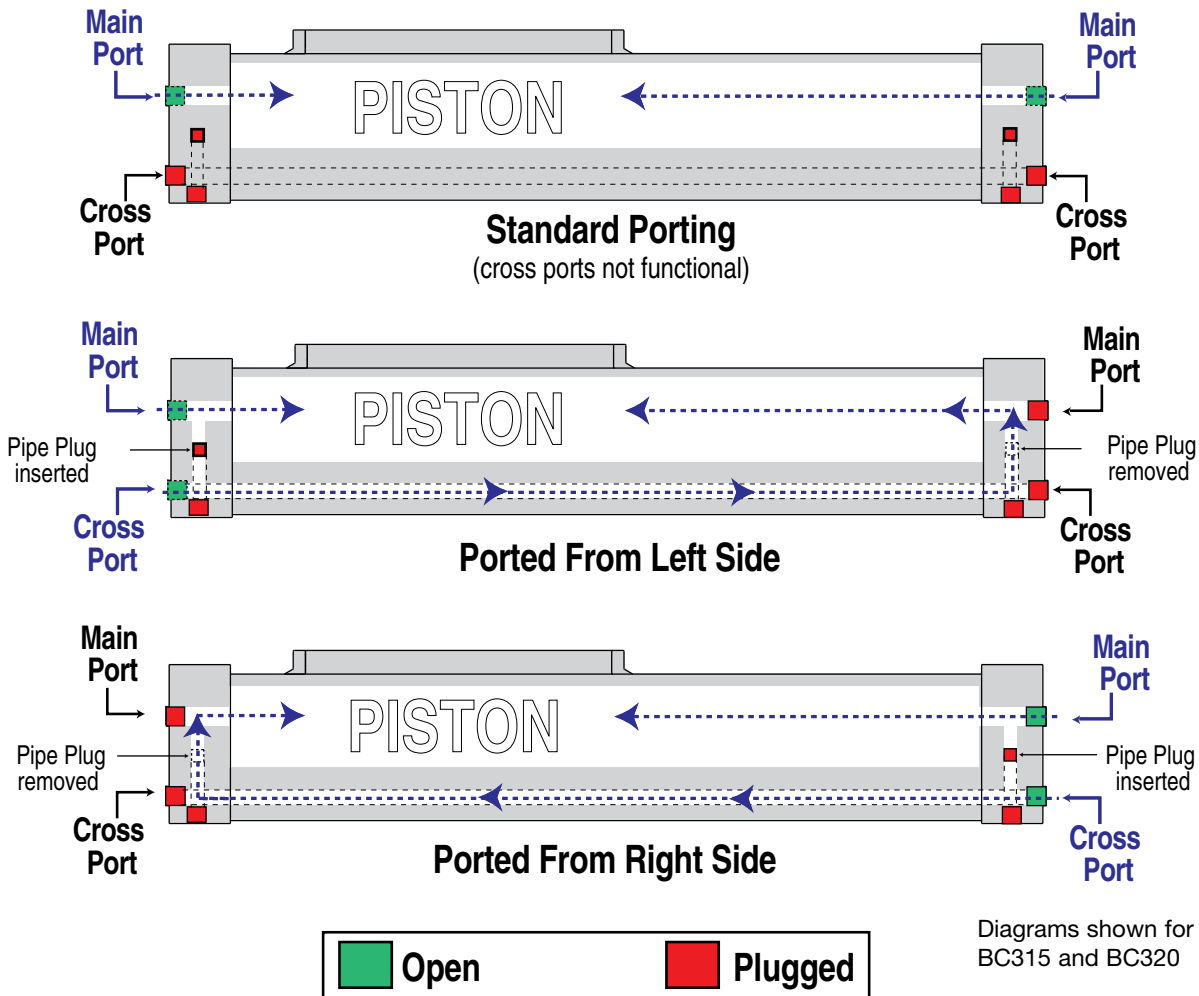 Main
Port
Main
Port
PISTON
Cross
Port
Cross
Port
Standard Porting
(cross ports not functional)
Main
Port
Main
Port
PISTON
Pipe Plug
inserted
Pipe Plug
removed
Cross
Port
Cross
Port
Ported From Left Side
Main
Port
Main
Port
PISTON
Pipe Plug
removed
Pipe Plug
inserted
Cross
Port
Cross
Port
Ported From Right Side
Open
Plugged
Diagrams shown for
BC315 and BC320